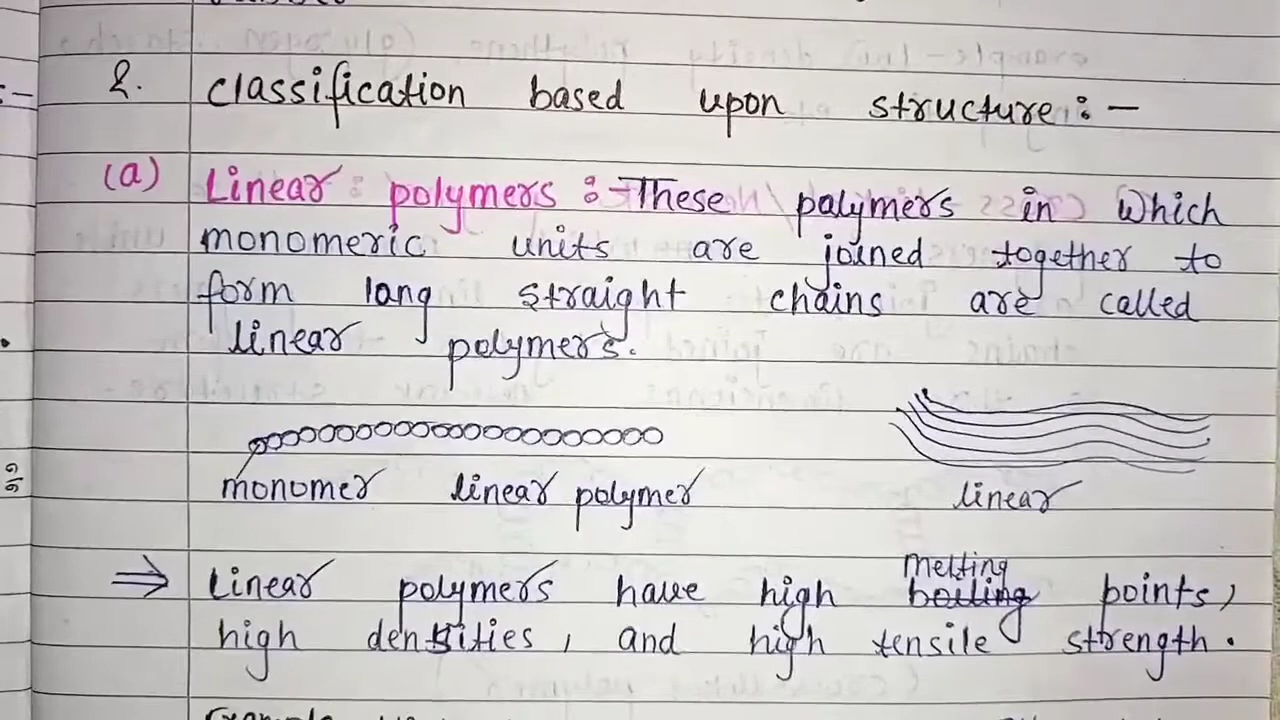 2. classification based upon structure : -
(a) Linear polymers :- These polymers in which
monomeric units are joined together to
form long straight chains are called
linear polymers.
monomer linear polymer linear
melting
⇒ Linear polymers have high boiling points,
high densities, and high tensile strength.
Example